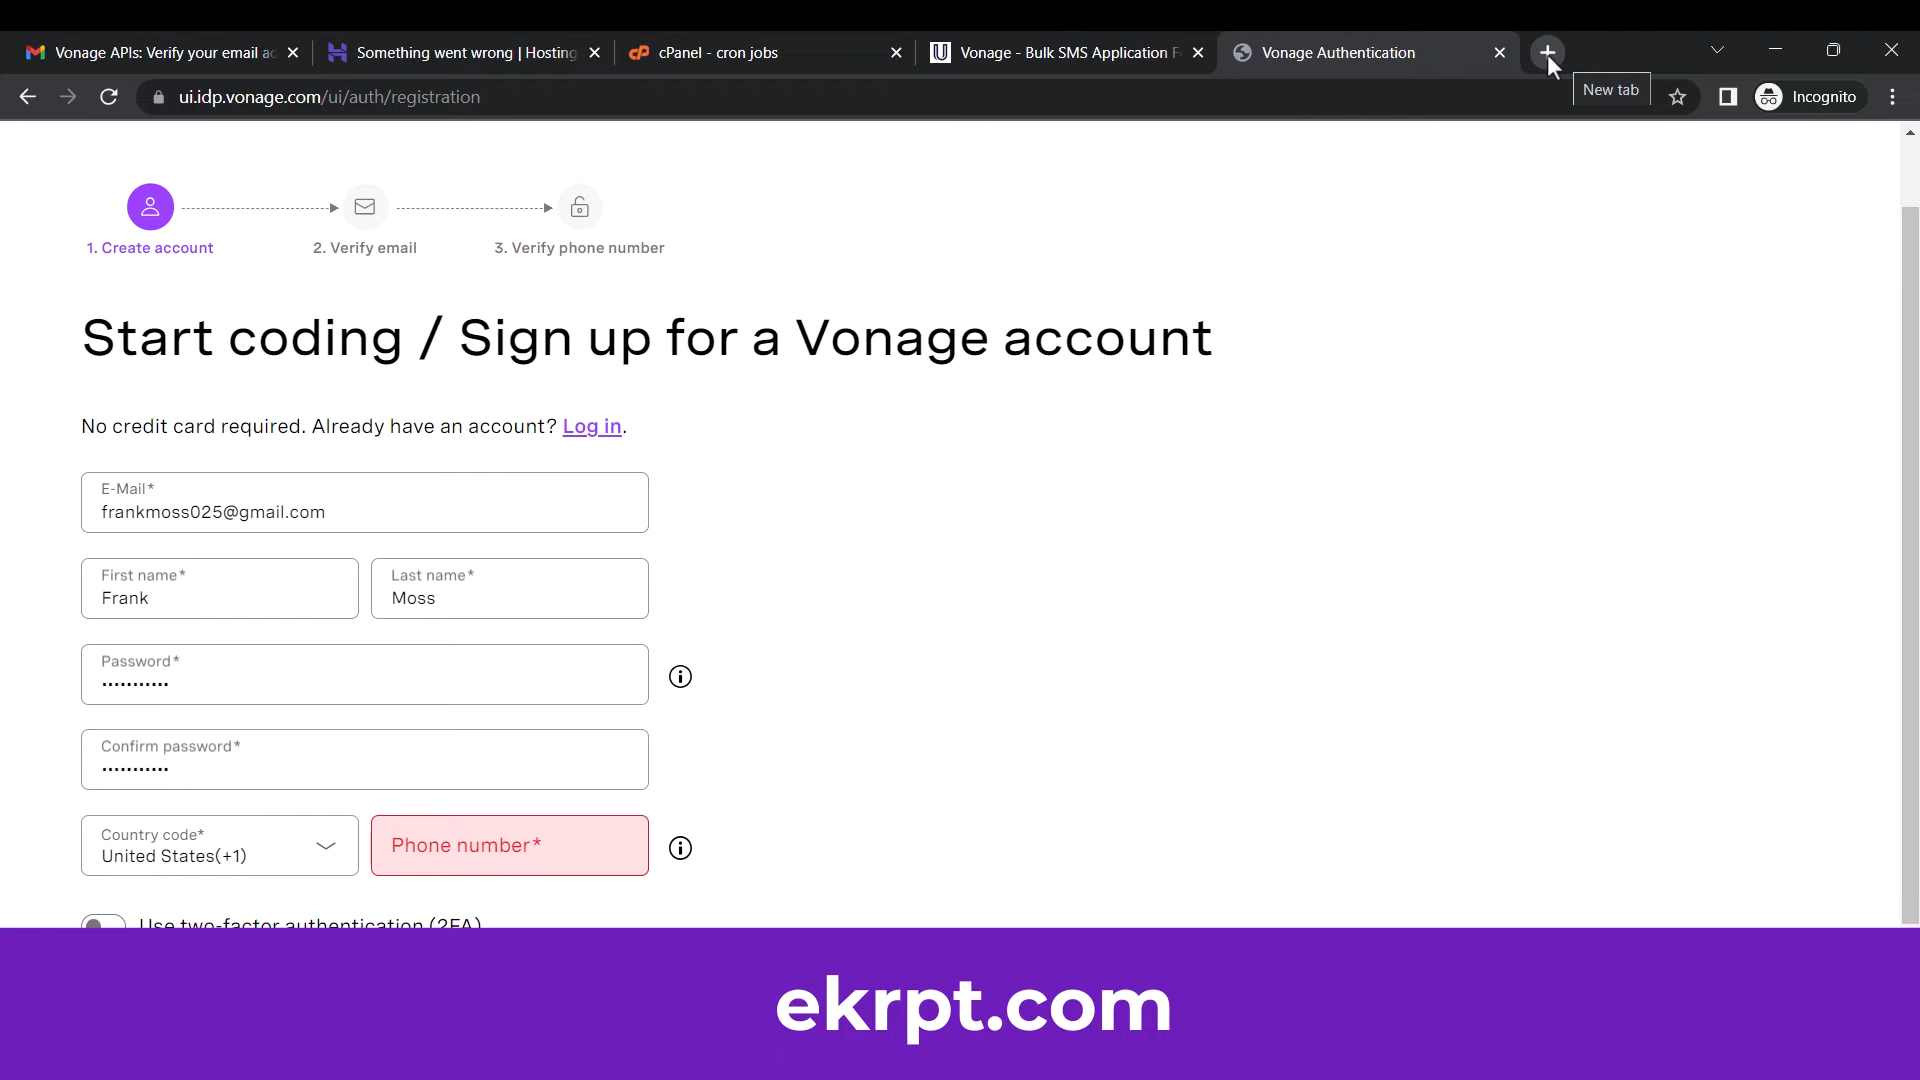 Vonage APIs: Verify your email ac
Something went wrong | Hosting
cPanel - cron jobs
Vonage - Bulk SMS Application F
Vonage Authentication
ui.idp.vonage.com/ui/auth/registration
New tab
Incognito
1. Create account
2. Verify email
3. Verify phone number
Start coding / Sign up for a Vonage account
No credit card required. Already have an account? Log in.
E-Mail*
frankmoss025@gmail.com
First name*
Frank
Last name*
Moss
Password*
Confirm password*
Country code*
United States(+1)
Phone number*
Use two-factor authentication (2FA)
ekrpt.com